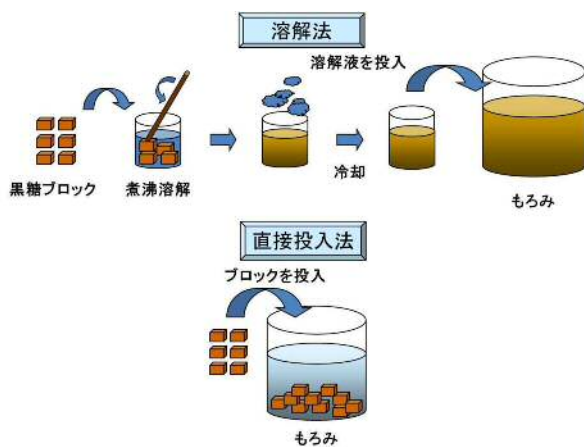 溶解法
溶解液を投入
黒糖ブロック
煮沸溶解
冷却
もろみ
直接投入法
ブロックを投入
もろみ